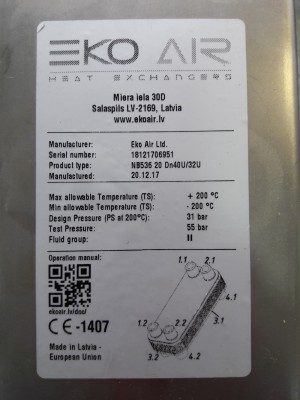 EKO AIR
HEAT EXCHANGERS
Miera iela 30D
Salaspils LV-2169, Latvia
www.ekoair.lv
Manufacturer: Eko Air Ltd.
Serial number: 18121706951
Product type: NB536 20 Dn40U/32U
Manufactured: 20.12.17
Max allowable Temperature (TS): + 200 °C
Min allowable Temperature (TS): - 200 °C
Design Pressure (PS at 200°C): 31 bar
Test Pressure: 55 bar
Fluid group: II
Operation manual:
1.1 2.1
4.1
3.1
1.2 2.2
ekoair.lv/doc/
CE-1407
3.2 4.2
Made in Latvia -
European Union